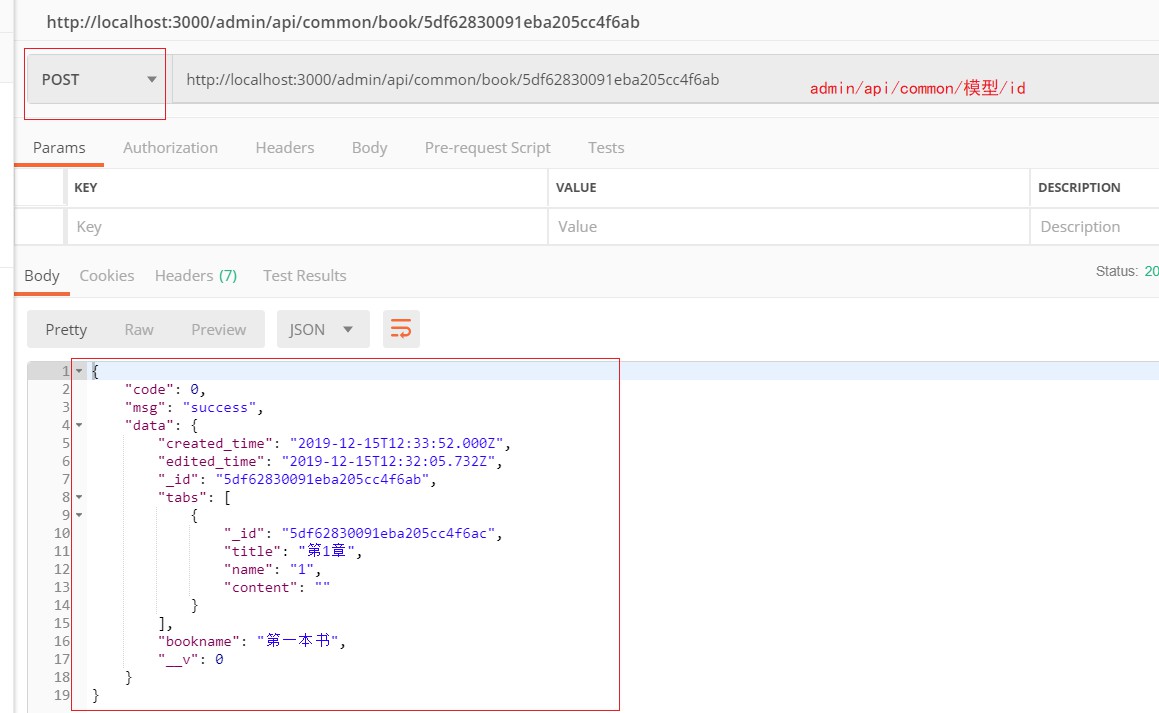 http://localhost:3000/admin/api/common/book/5df62830091eba205cc4f6ab
POST http://localhost:3000/admin/api/common/book/5df62830091eba205cc4f6ab
admin/api/common/模型/id
Params Authorization Headers Body Pre-request Script Tests
KEY VALUE DESCRIPTION
Key Value Description
Body Cookies Headers (7) Test Results Status: 20
Pretty Raw Preview JSON
1 {
2 "code": 0,
3 "msg": "success",
4 "data": {
5 "created_time": "2019-12-15T12:33:52.000Z",
6 "edited_time": "2019-12-15T12:32:05.732Z",
7 "_id": "5df62830091eba205cc4f6ab",
8 "tabs": [
9 {
10 "_id": "5df62830091eba205cc4f6ac",
11 "title": "第1章",
12 "name": "1",
13 "content": ""
14 }
15 ],
16 "bookname": "第一本书",
17 "__v": 0
18 }
19 }